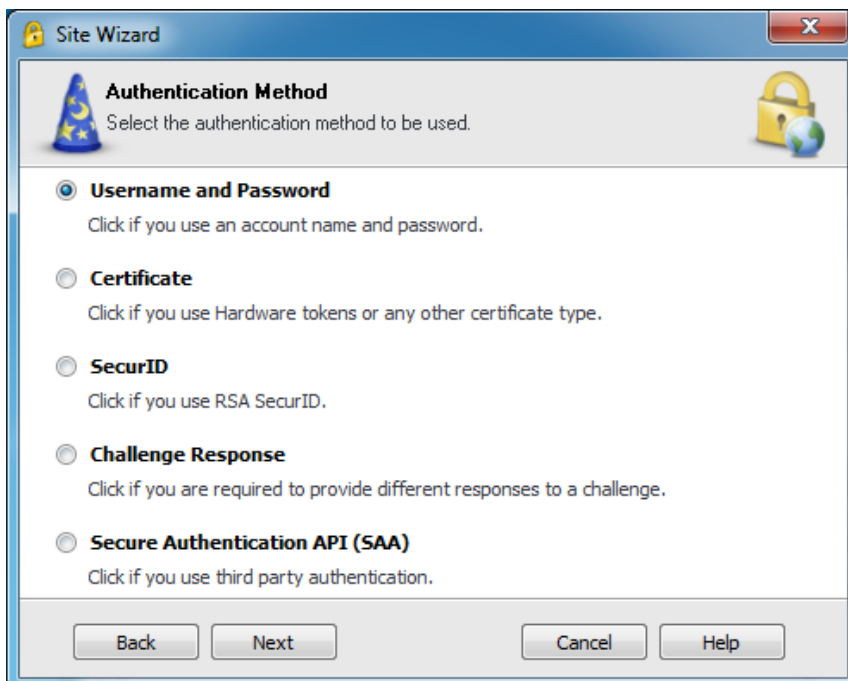 Site Wizard
Authentication Method
Select the authentication method to be used.
Username and Password
Click if you use an account name and password.
Certificate
Click if you use Hardware tokens or any other certificate type.
SecurID
Click if you use RSA SecurID.
Challenge Response
Click if you are required to provide different responses to a challenge.
Secure Authentication API (SAA)
Click if you use third party authentication.
Back Next Cancel Help